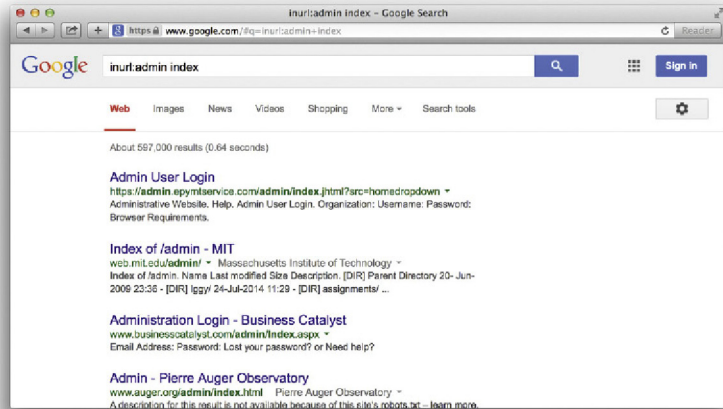 inurl:admin index - Google Search
https www.google.com/#q=inurl:admin+index Reader
Google inurl:admin index Sign in
Web Images News Videos Shopping More Search tools
About 597,000 results (0.64 seconds)
Admin User Login
https://admin.epymtservice.com/admin/index.jhtml?src=homedropdown
Administrative Website. Help. Admin User Login. Organization: Username: Password:
Browser Requirements.
Index of /admin - MIT
web.mit.edu/admin/ Massachusetts Institute of Technology
Index of /admin. Name Last modified Size Description. [DIR] Parent Directory 20- Jun-
2009 23:36 - [DIR] Iggy/ 24-Jul-2014 11:29 - [DIR] assignments/ ...
Administration Login - Business Catalyst
www.businesscatalyst.com/admin/Index.aspx
Email Address: Password: Lost your password? or Need help?
Admin - Pierre Auger Observatory
www.auger.org/admin/index.html Pierre Auger Observatory
A description for this result is not available because of this site's robots.txt – learn more.